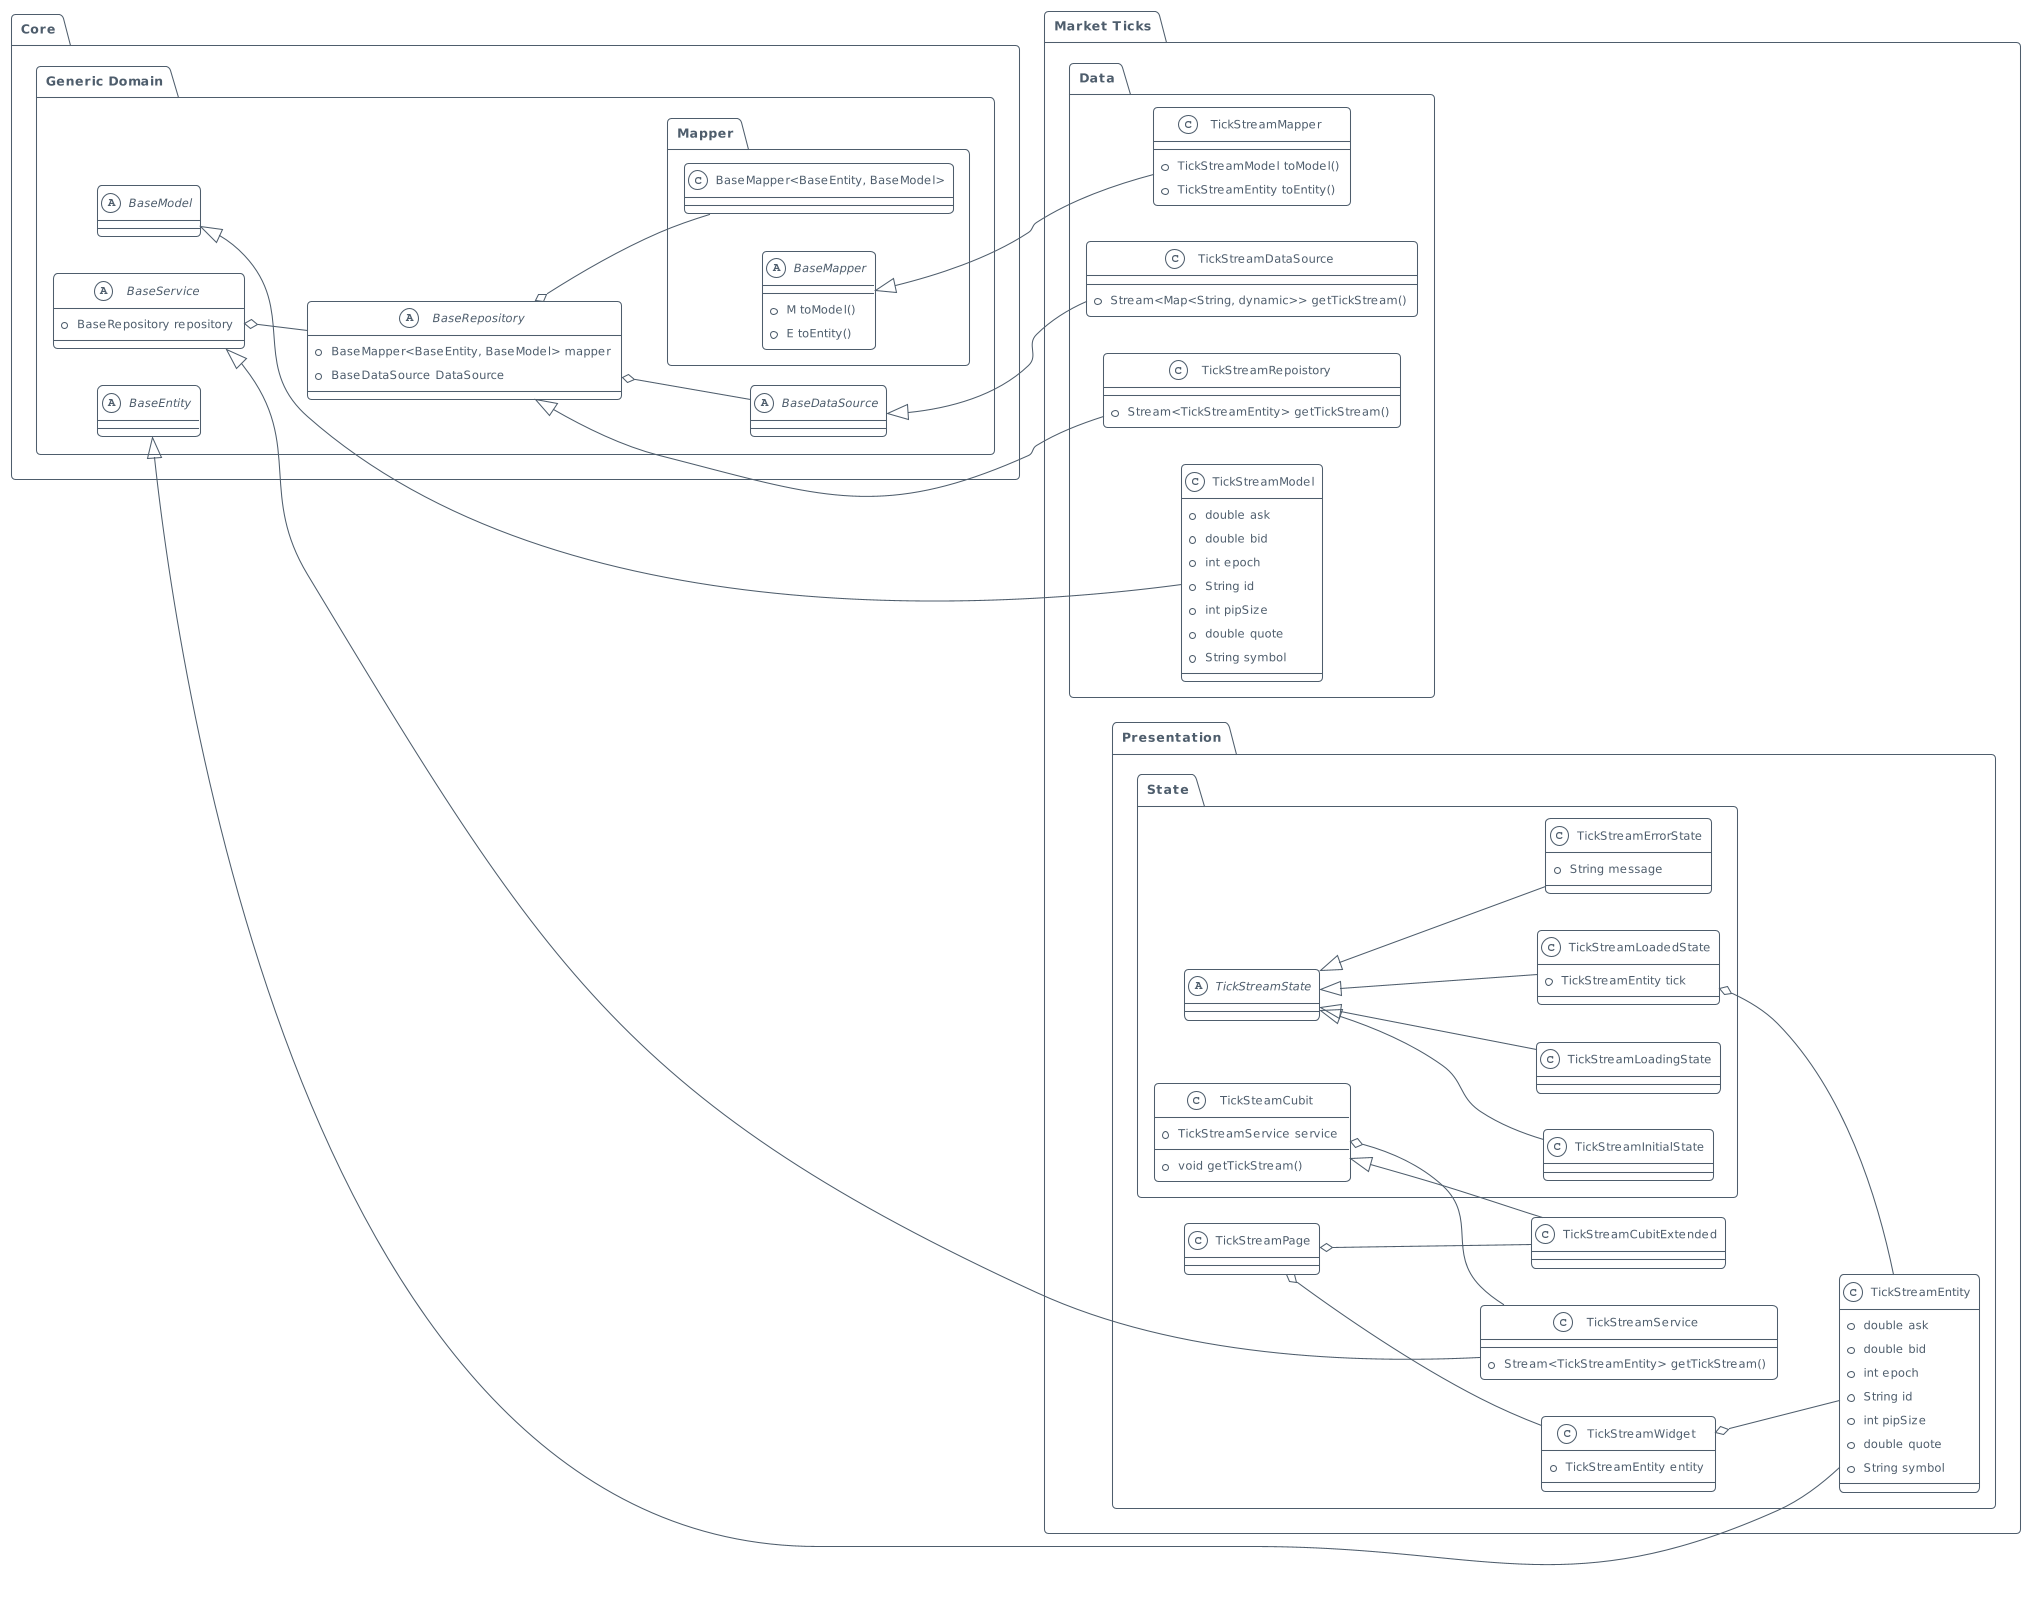 Core
Generic Domain
Mapper
C BaseMapper<BaseEntity, BaseModel>
A BaseMapper
M toModel()
E toEntity()
A BaseModel
A BaseService
BaseRepository repository
A BaseRepository
BaseMapper<BaseEntity, BaseModel> mapper
BaseDataSource DataSource
A BaseEntity
A BaseDataSource
Market Ticks
Data
C TickStreamMapper
TickStreamModel toModel()
TickStreamEntity toEntity()
C TickStreamDataSource
Stream<Map<String, dynamic>> getTickStream()
C TickStreamRepoistory
Stream<TickStreamEntity> getTickStream()
C TickStreamModel
double ask
double bid
int epoch
String id
int pipSize
double quote
String symbol
Presentation
State
C TickStreamErrorState
String message
C TickStreamLoadedState
TickStreamEntity tick
A TickStreamState
C TickStreamLoadingState
C TickSteamCubit
TickStreamService service
void getTickStream()
C TickStreamInitialState
C TickStreamPage
C TickStreamCubitExtended
C TickStreamService
Stream<TickStreamEntity> getTickStream()
C TickStreamWidget
TickStreamEntity entity
C TickStreamEntity
double ask
double bid
int epoch
String id
int pipSize
double quote
String symbol